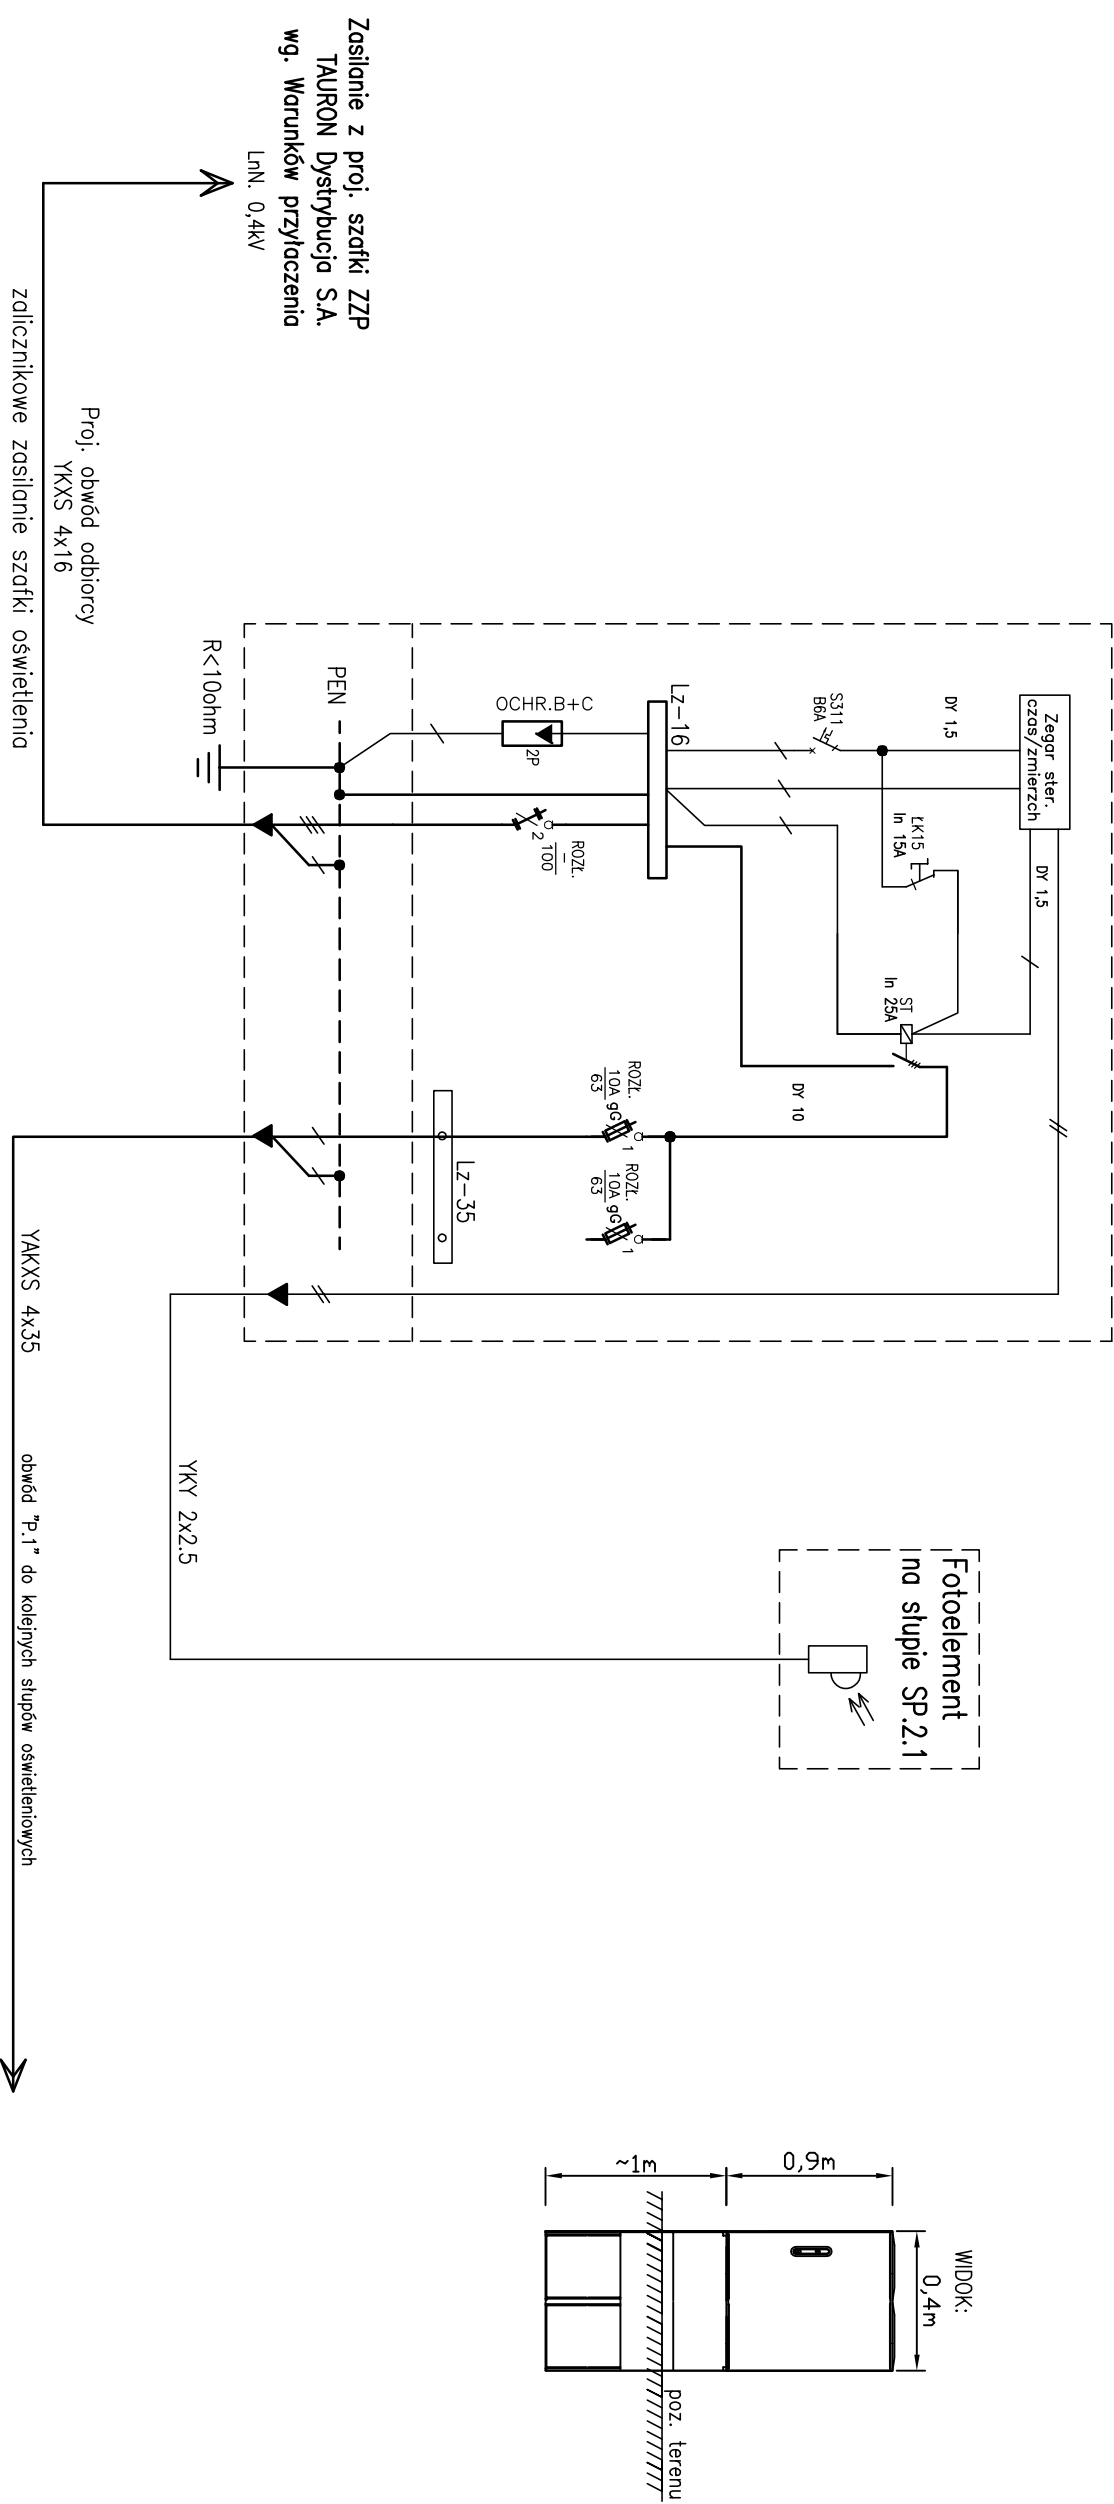 Zasilanie z proj. szafki ZZP
TAURON Dystrybucja S.A.
wg. Warunków przyłaczenia
LnN. 0,4kV
Proj. obwód odbiorcy
YKXS 4x16
zalicznikowe zasilanie szafki oświetlenia
Zegar ster.
czas/zmierzch
DY 1,5
DY 1,5
S311
B6A
ŁK15
In 15A
ST
In 25A
DY 10
Lz-16
OCHR.B+C
2P
ROZŁ.
-
100
2
ROZŁ.
10A gG
63
1
ROZŁ.
10A gG
63
1
Lz-35
PEN
R<10ohm
YAKXS 4x35
obwód "P.1" do kolejnych słupów oświetleniowych
YKY 2x2.5
Fotoelement
na słupie SP.2.1
WIDOK:
0,4m
0,9m
~1m
poz. terenu